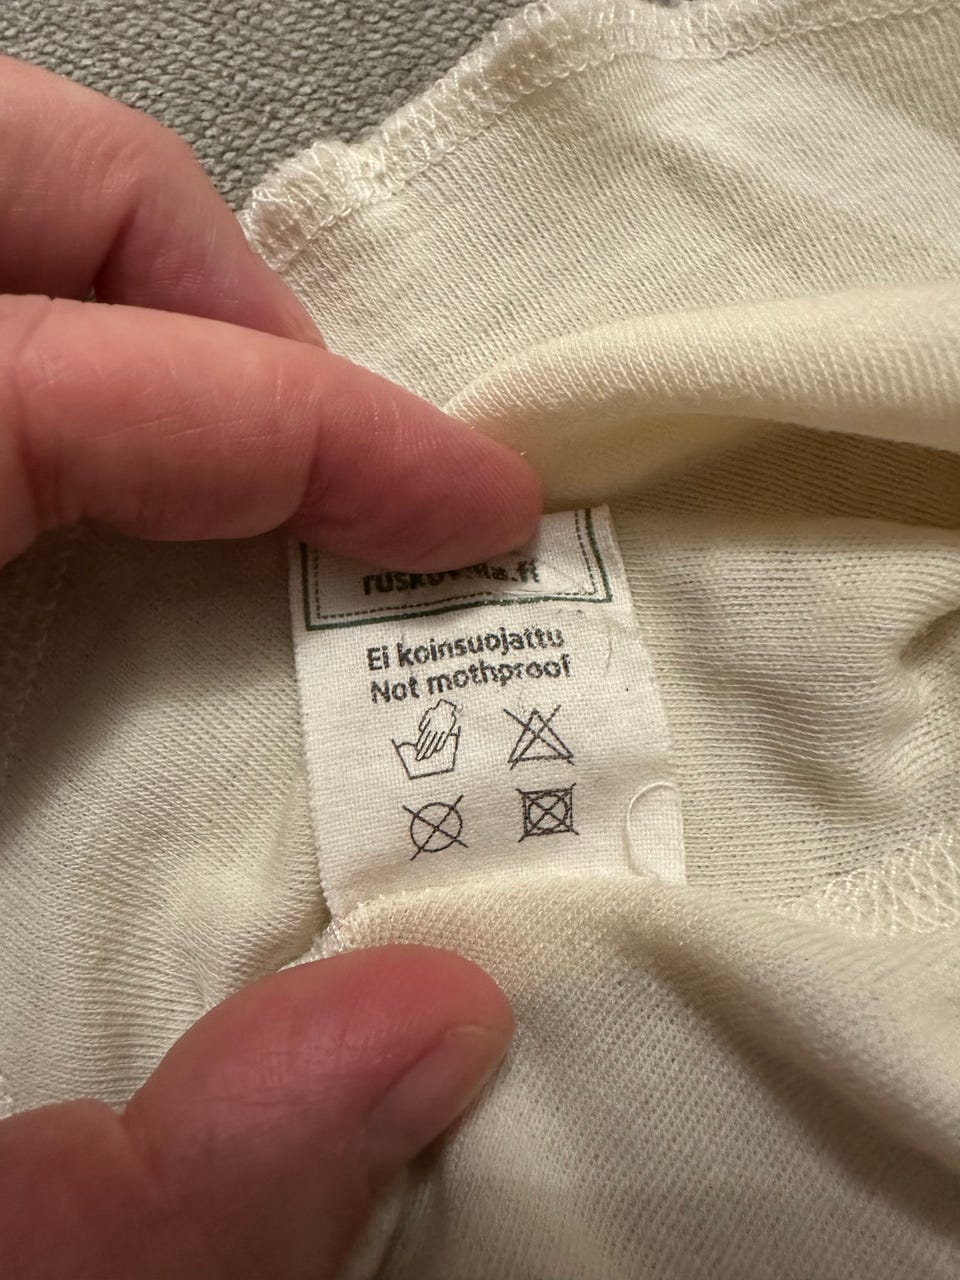 Ei koinsuojattu
Not mothproof